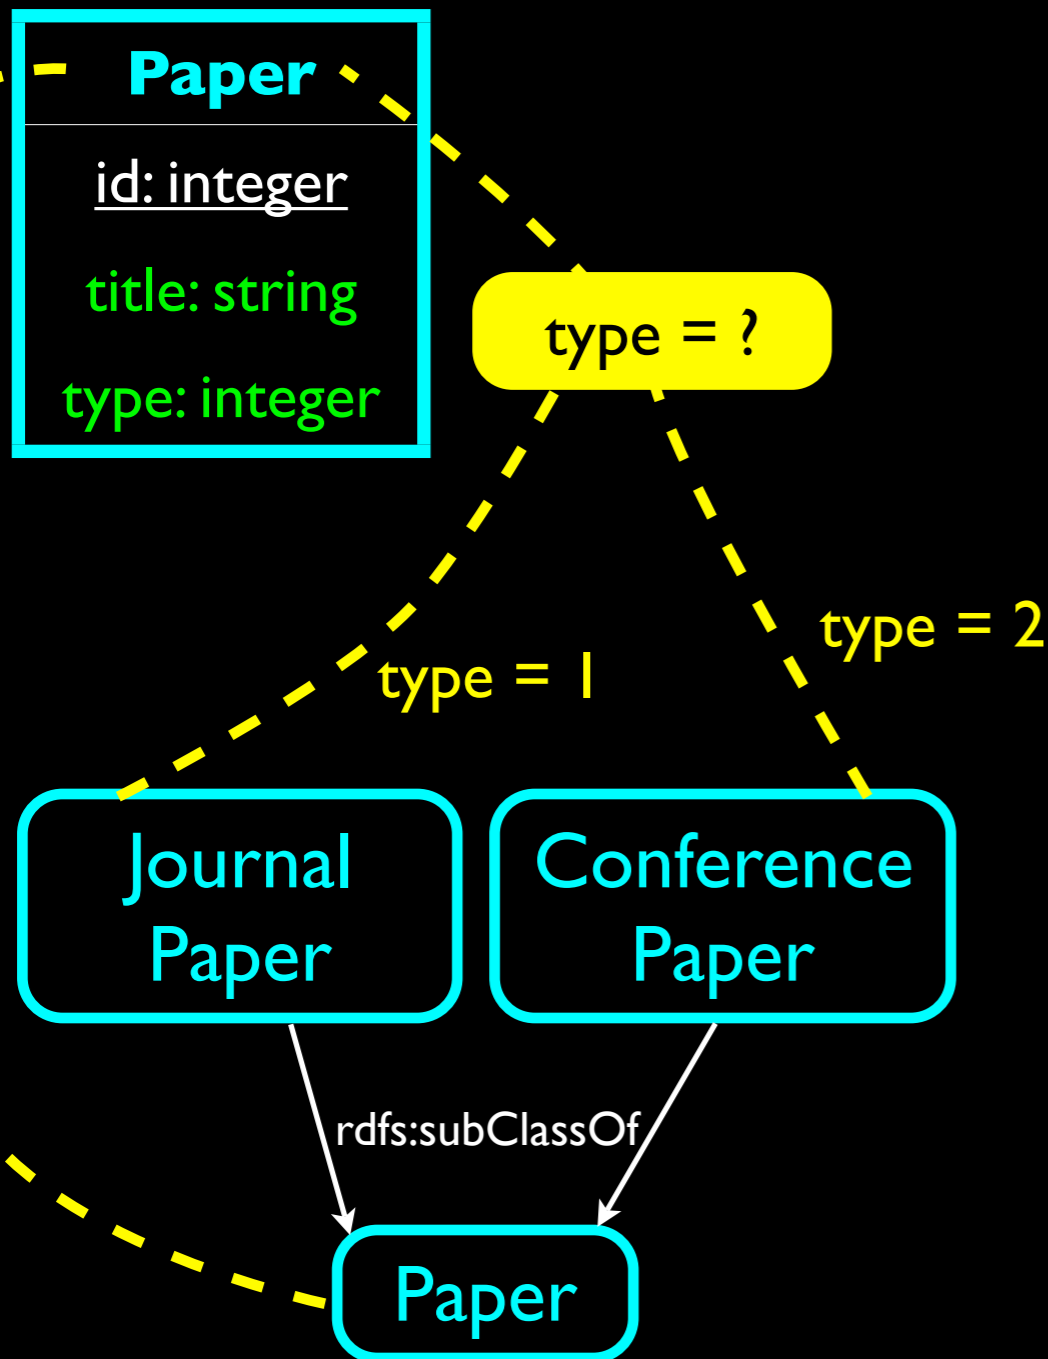 Paper
id: integer
title: string
type: integer
type = ?
type = 2
type = 1
Journal
Paper
Conference
Paper
rdfs:subClassOf
Paper